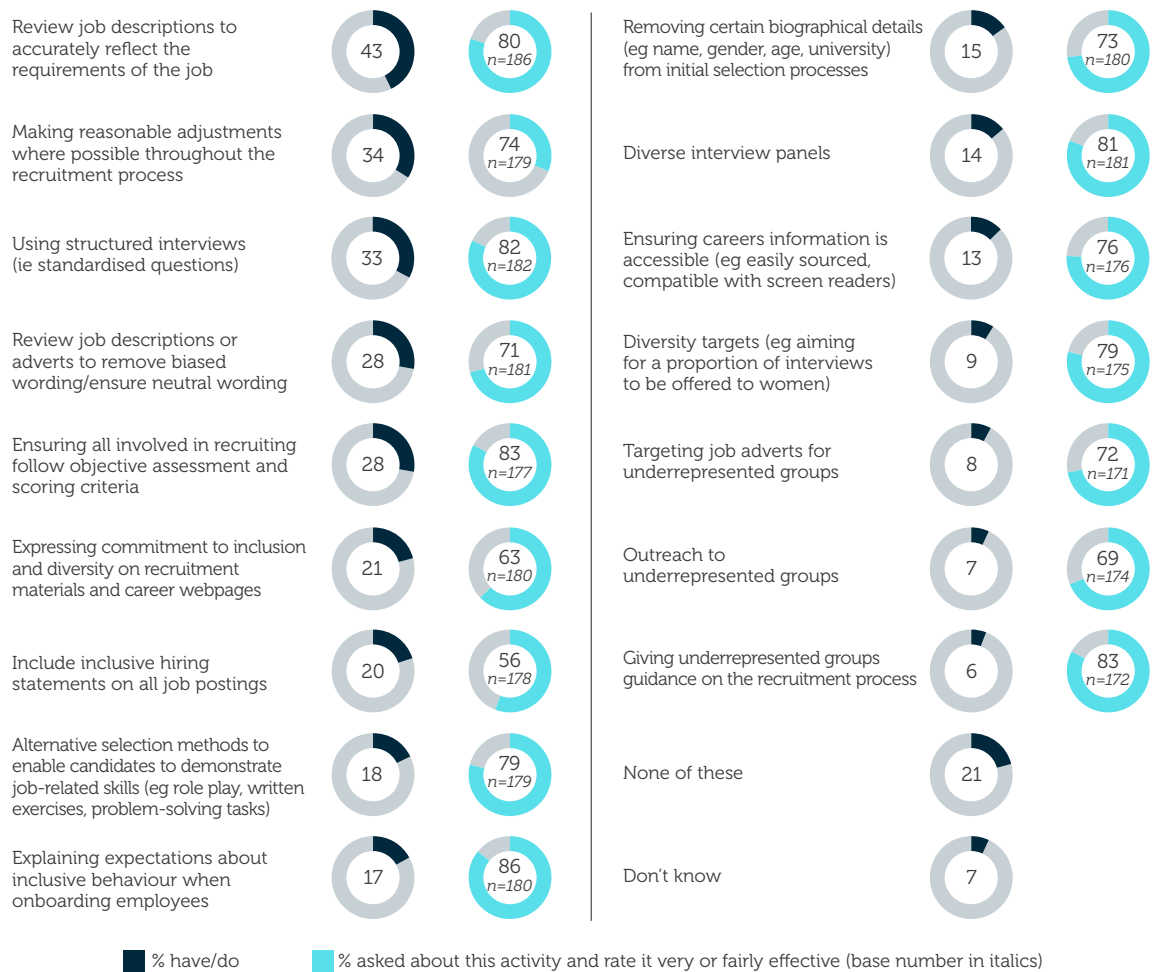 Review job descriptions to
accurately reflect the
requirements of the job
43
80
n=186
Making reasonable adjustments
where possible throughout the
recruitment process
34
74
n=179
Using structured interviews
(ie standardised questions)
33
82
n=182
Review job descriptions or
adverts to remove biased
wording/ensure neutral wording
28
71
n=181
Ensuring all involved in recruiting
follow objective assessment and
scoring criteria
28
83
n=177
Expressing commitment to inclusion
and diversity on recruitment
materials and career webpages
21
63
n=180
Include inclusive hiring
statements on all job postings
20
56
n=178
Alternative selection methods to
enable candidates to demonstrate
job-related skills (eg role play, written
exercises, problem-solving tasks)
18
79
n=179
Explaining expectations about
inclusive behaviour when
onboarding employees
17
86
n=180
Removing certain biographical details
(eg name, gender, age, university)
from initial selection processes
15
73
n=180
Diverse interview panels
14
81
n=181
Ensuring careers information is
accessible (eg easily sourced,
compatible with screen readers)
13
76
n=176
Diversity targets (eg aiming
for a proportion of interviews
to be offered to women)
9
79
n=175
Targeting job adverts for
underrepresented groups
8
72
n=171
Outreach to
underrepresented groups
7
69
n=174
Giving underrepresented groups
guidance on the recruitment process
6
83
n=172
None of these
21
Don't know
7
% have/do
% asked about this activity and rate it very or fairly effective (base number in italics)